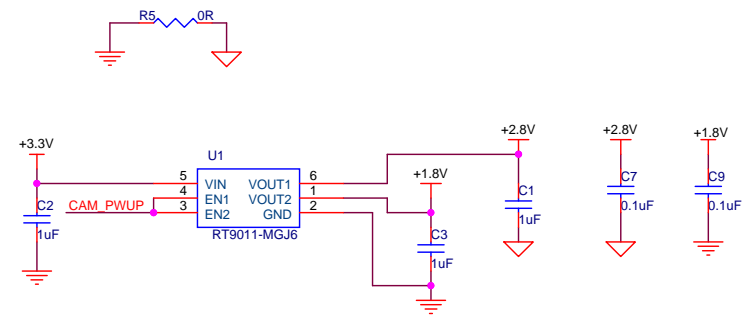 R5 0R
+3.3V
U1
+2.8V
+2.8V
+1.8V
5 VIN VOUT1 6
+1.8V
4 EN1 VOUT2 1
C2 CAM_PWUP 3 EN2 GND 2
C1
C7
C9
1uF
0.1uF
0.1uF
1uF
RT9011-MGJ6
C3
1uF